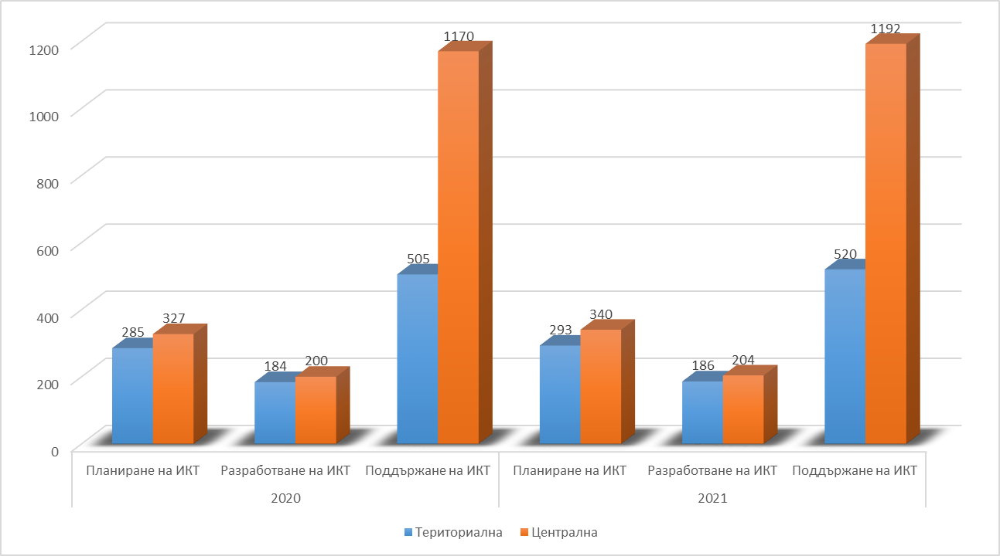 1200
1000
800
600
400
200
0
285
327
184
200
505
1170
293
340
186
204
520
1192
Планиране на ИКТ
Разработване на ИКТ
Поддържане на ИКТ
Планиране на ИКТ
Разработване на ИКТ
Поддържане на ИКТ
2020
2021
Териториална
Централна